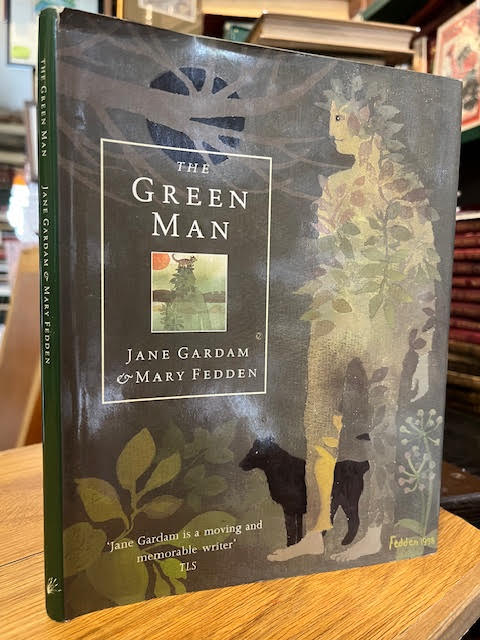 THE GREEN MAN JANE GARDAM & MARY FEDDEN
THE
GREEN
MAN
JANE GARDAM
& MARY FEDDEN
'Jane Gardam is a moving and
memorable writer'
TLS
Fedden 1998